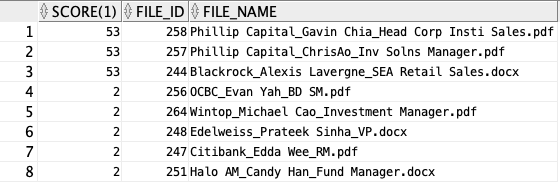 SCORE(1) FILE_ID FILE_NAME
1 53 258 Phillip Capital_Gavin Chia_Head Corp Insti Sales.pdf
2 53 257 Phillip Capital_ChrisAo_Inv Solns Manager.pdf
3 53 244 Blackrock_Alexis Lavergne_SEA Retail Sales.docx
4 2 256 OCBC_Evan Yah_BD SM.pdf
5 2 264 Wintop_Michael Cao_Investment Manager.pdf
6 2 248 Edelweiss_Prateek Sinha_VP.docx
7 2 247 Citibank_Edda Wee_RM.pdf
8 2 251 Halo AM_Candy Han_Fund Manager.docx